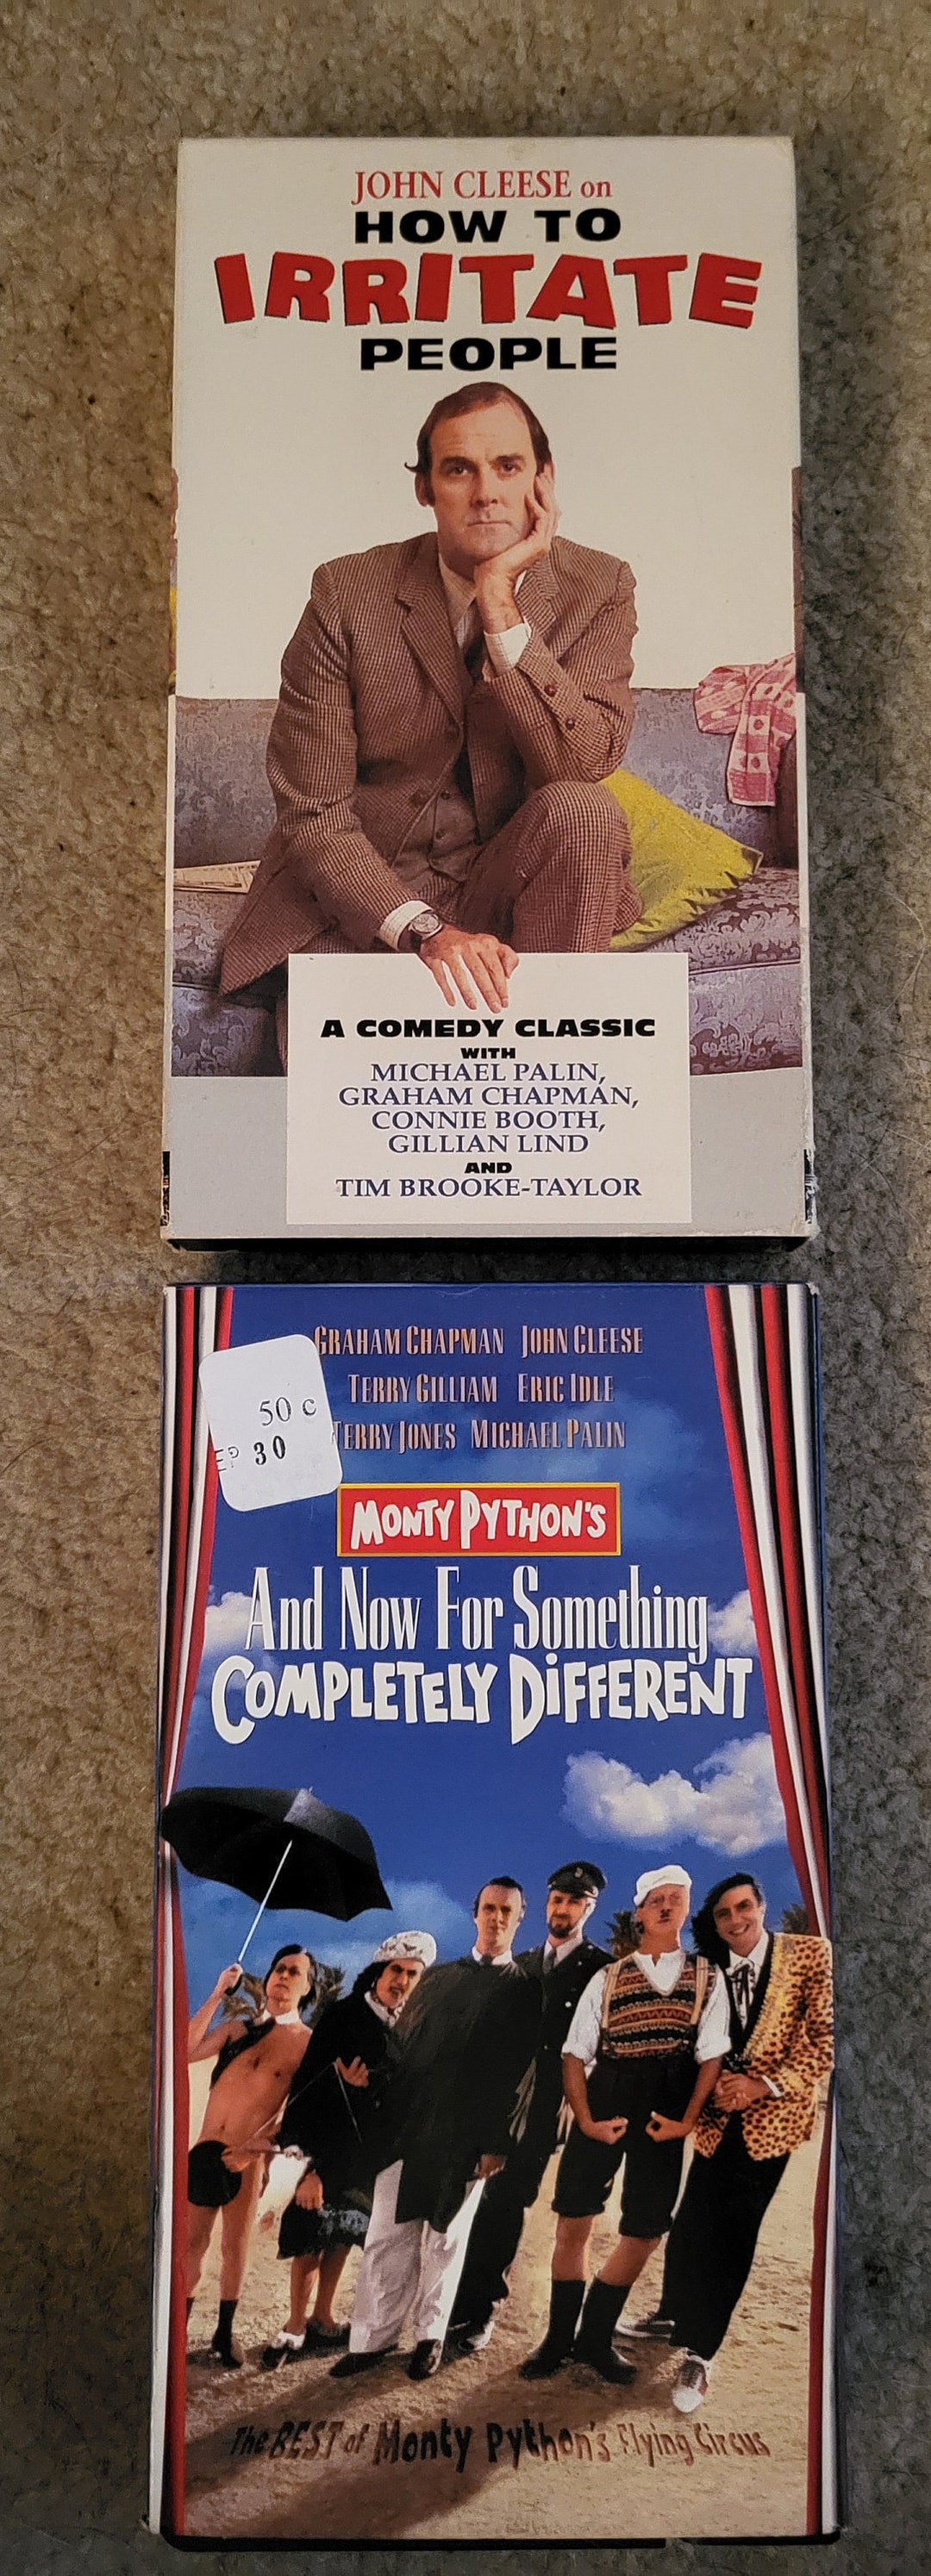 JOHN CLEESE on
HOW TO
IRRITATE
PEOPLE
A COMEDY CLASSIC
WITH
MICHAEL PALIN,
GRAHAM CHAPMAN,
CONNIE BOOTH,
GILLIAN LIND
AND
TIM BROOKE-TAYLOR
GRAHAM CHAPMAN JOHN CLEESE
TERRY GILLIAM ERIC IDLE
TERRY JONES MICHAEL PALIN
50 c
EP 30
MONTY PYTHON'S
And Now For Something
COMPLETELY DIFFERENT
The BEST of Monty Python's Flying Circus